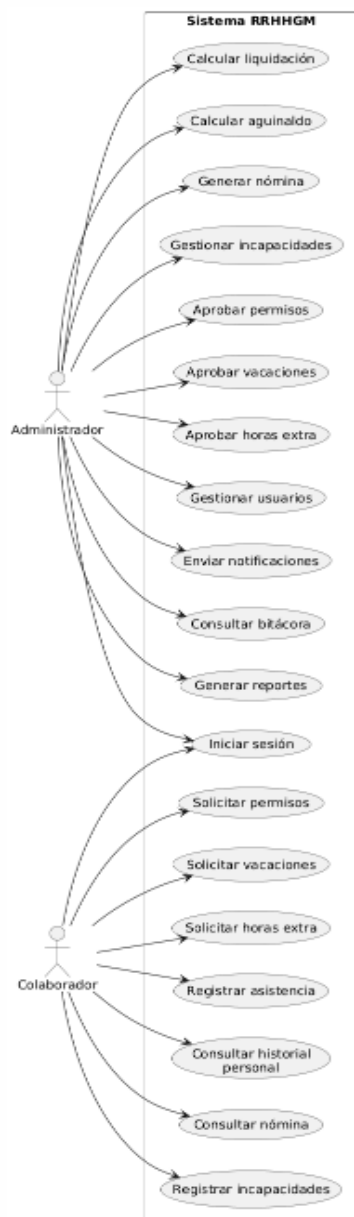 Sistema RRHHGM
Calcular liquidación
Calcular aguinaldo
Generar nómina
Gestionar incapacidades
Aprobar permisos
Aprobar vacaciones
Administrador
Aprobar horas extra
Gestionar usuarios
Enviar notificaciones
Consultar bitácora
Generar reportes
Iniciar sesión
Solicitar permisos
Solicitar vacaciones
Solicitar horas extra
Colaborador
Registrar asistencia
Consultar historial
personal
Consultar nómina
Registrar incapacidades